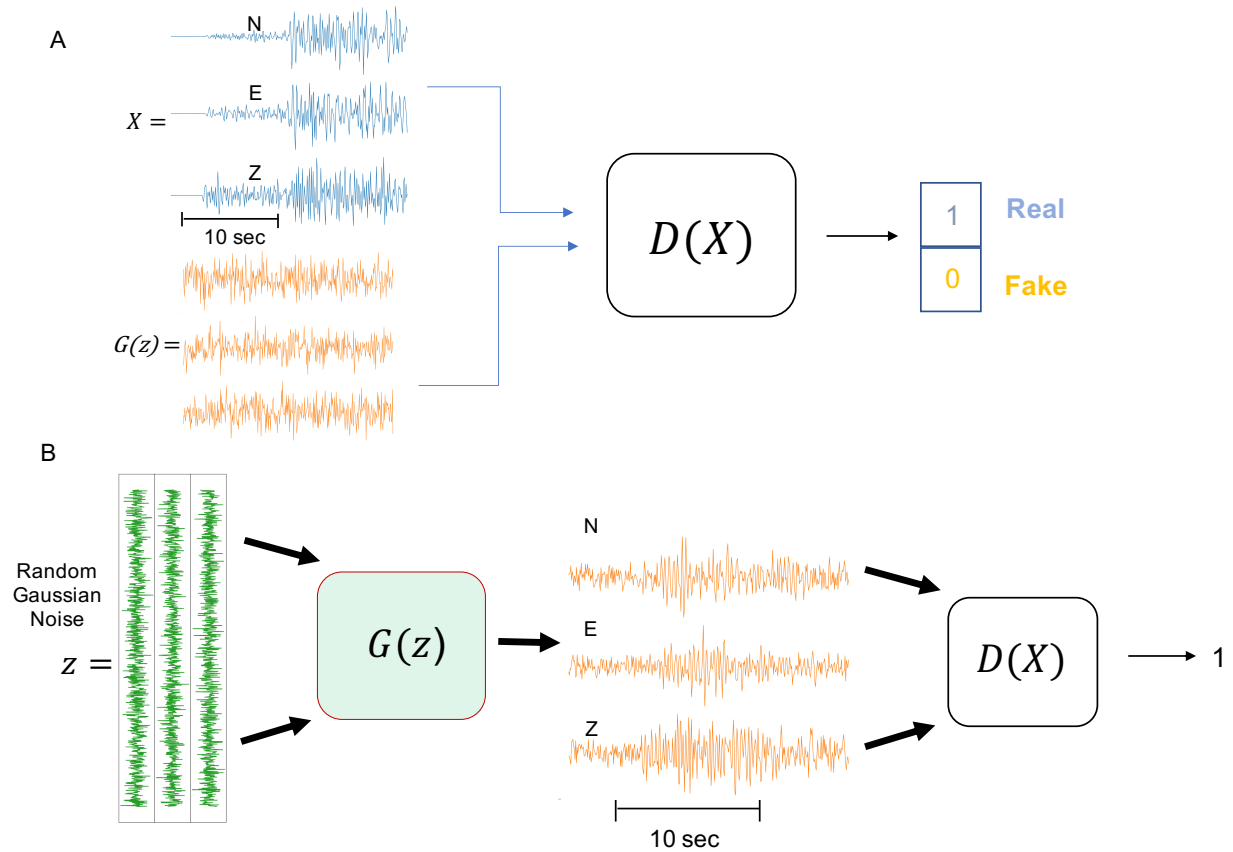 A
N
E
X =
Z
10 sec
G(z) =
D(X)
1
Real
0
Fake
B
Random
Gaussian
Noise
z =
G(z)
N
E
Z
10 sec
D(X)
1